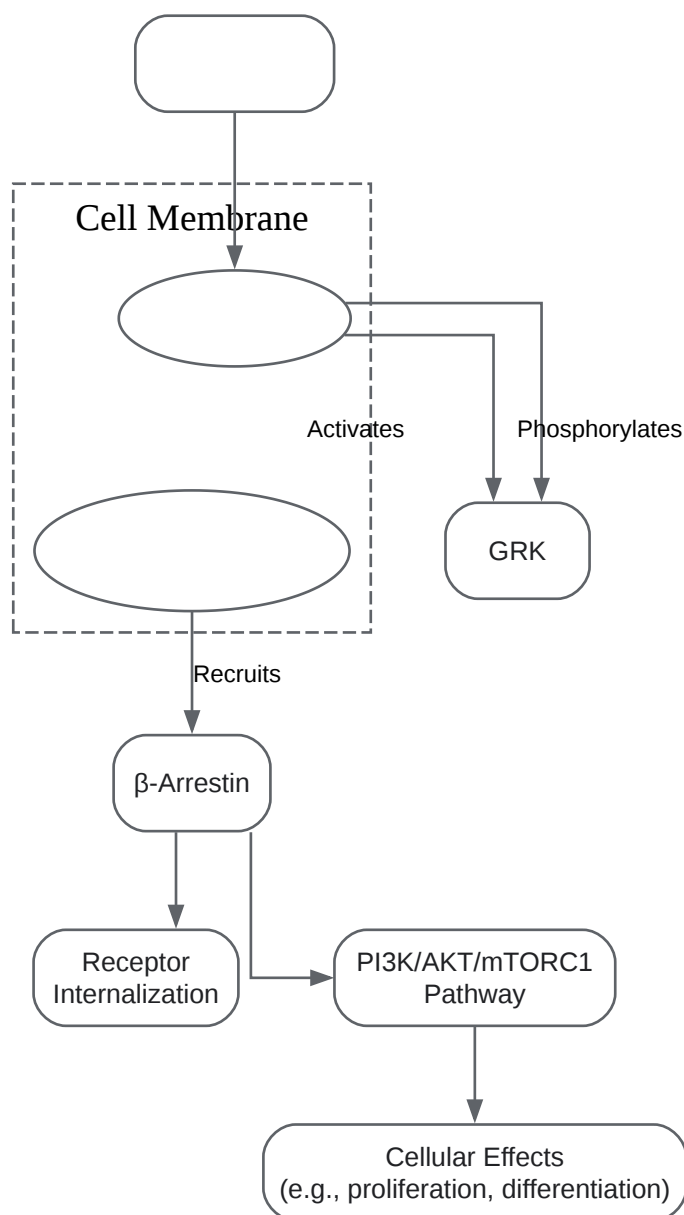 Cell Membrane
Activates
Phosphorylates
GRK
Recruits
β-Arrestin
Receptor
Internalization
PI3K/AKT/mTORC1
Pathway
Cellular Effects
(e.g., proliferation, differentiation)